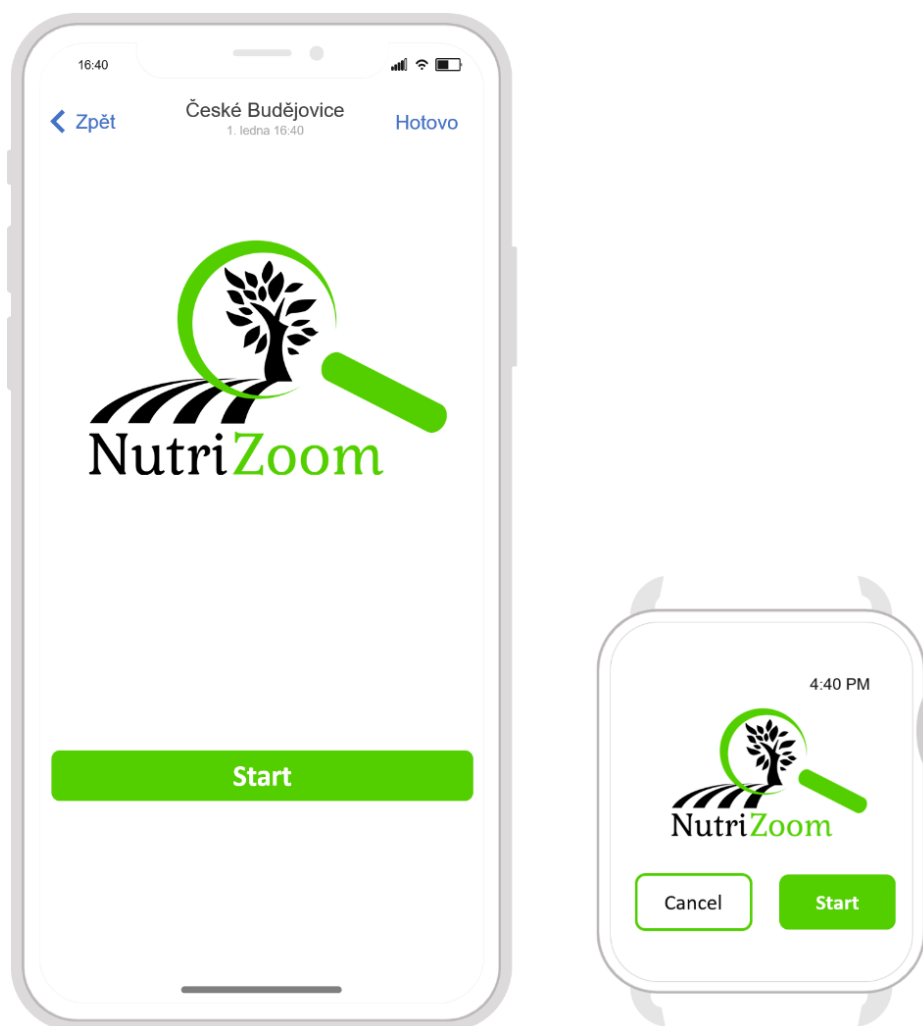 16:40
Zpět
České Budějovice
Hotovo
1. ledna 16:40
NutriZoom
Start
4:40 PM
NutriZoom
Cancel
Start